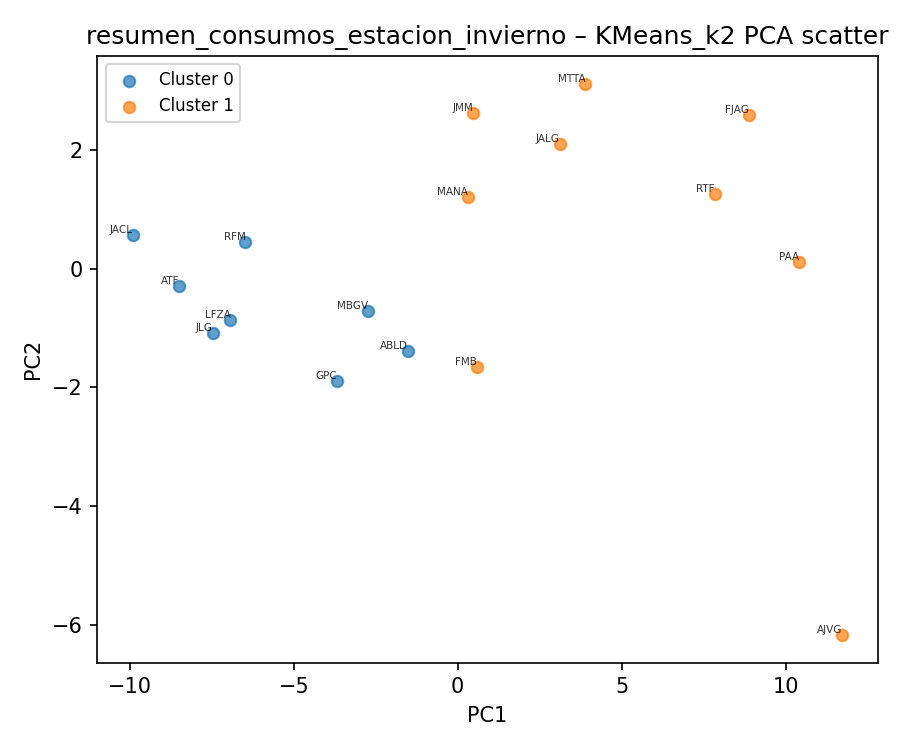 resumen_consumos_estacion_invierno – KMeans_k2 PCA scatter
Cluster 0
Cluster 1
MTTA
JMM
FJAG
JALG
MANA
RTF
JACL
RFM
PAA
ATF
LFZA
JLG
MBGV
ABLD
GPC
FMB
AJVG
2
0
−2
−4
−6
PC2
−10
−5
0
5
10
PC1